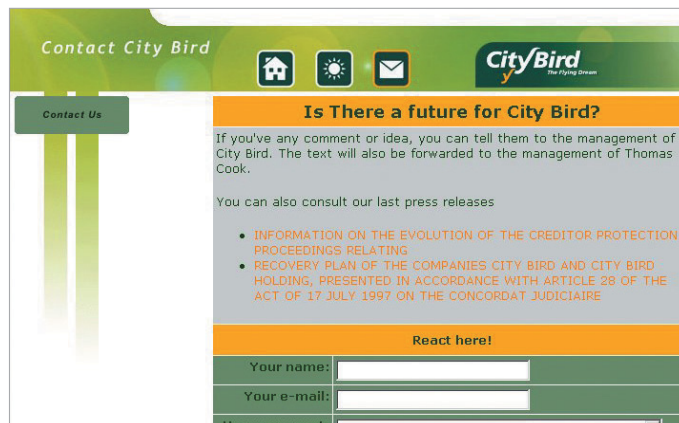 Contact City Bird
CityBird
The Flying Dream
Contact Us
Is There a future for City Bird?
If you've any comment or idea, you can tell them to the management of
City Bird. The text will also be forwarded to the management of Thomas
Cook.
You can also consult our last press releases
INFORMATION ON THE EVOLUTION OF THE CREDITOR PROTECTION
PROCEEDINGS RELATING
RECOVERY PLAN OF THE COMPANIES CITY BIRD AND CITY BIRD
HOLDING, PRESENTED IN ACCORDANCE WITH ARTICLE 28 OF THE
ACT OF 17 JULY 1997 ON THE CONCORDAT JUDICIAIRE
React here!
Your name:
Your e-mail: